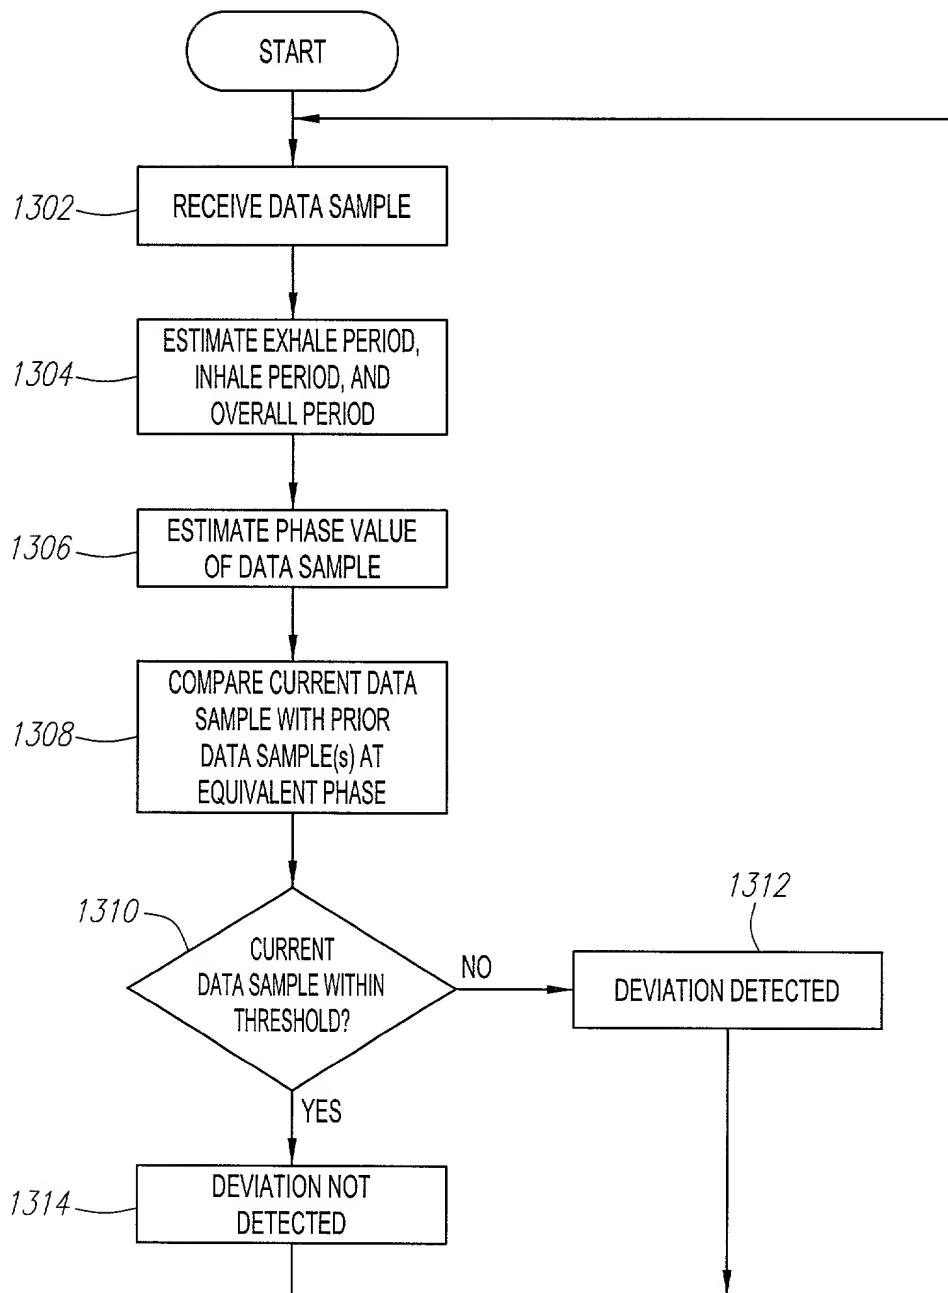 START
1302
RECEIVE DATA SAMPLE
1304
ESTIMATE EXHALE PERIOD,
INHALE PERIOD, AND
OVERALL PERIOD
1306
ESTIMATE PHASE VALUE
OF DATA SAMPLE
1308
COMPARE CURRENT DATA
SAMPLE WITH PRIOR
DATA SAMPLE(s) AT
EQUIVALENT PHASE
1310
CURRENT
DATA SAMPLE WITHIN
THRESHOLD?
NO
1312
DEVIATION DETECTED
YES
1314
DEVIATION NOT
DETECTED